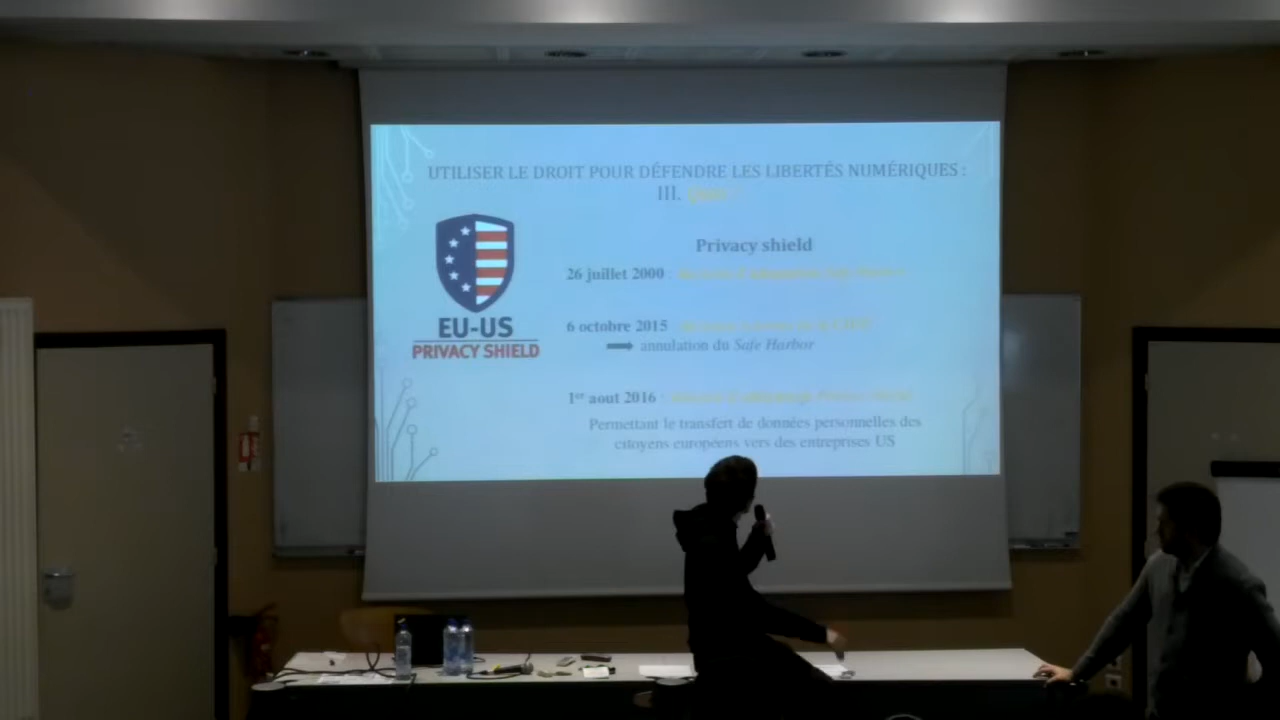 UTILISER LE DROIT POUR DÉFENDRE LES LIBERTÉS NUMÉRIQUES :
III.
EU-US
PRIVACY SHIELD
Privacy shield
26 juillet 2000 :
6 octobre 2015
annulation du Safe Harbor
1er aout 2016 :
Permettant le transfert de données personnelles des
citoyens européens vers des entreprises US